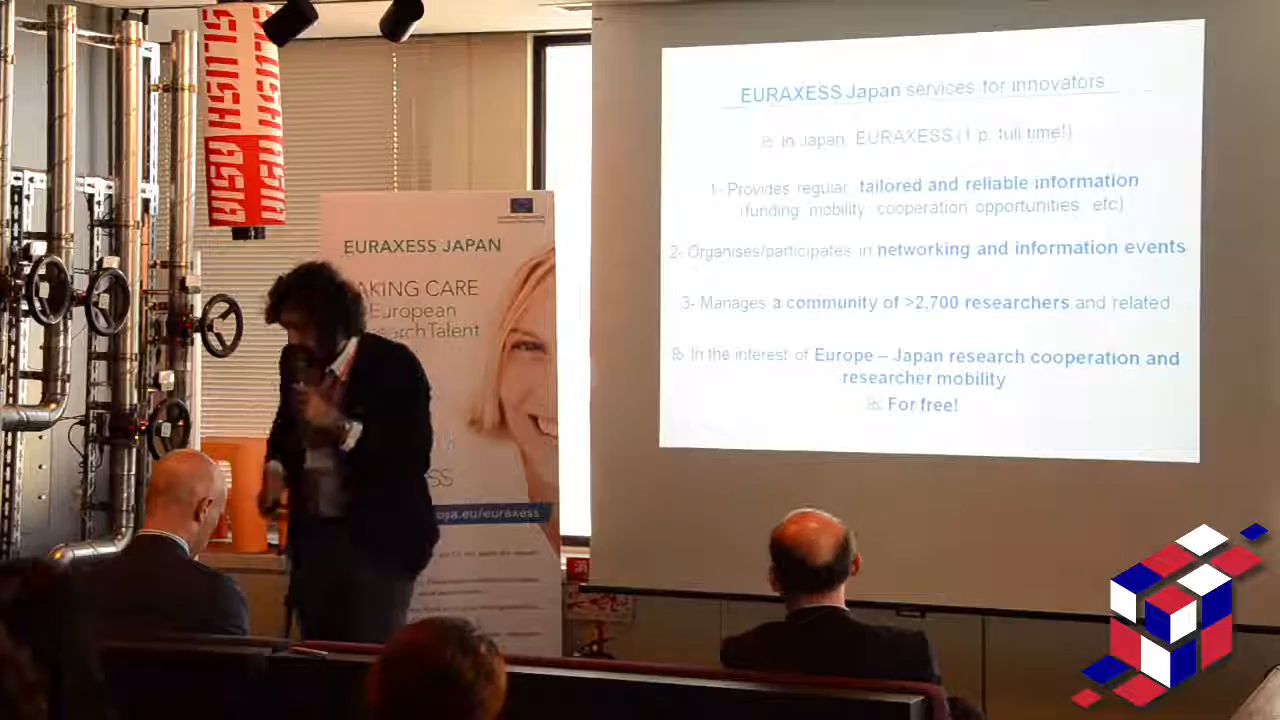 EURAXESS Japan services for innovators
In Japan, EURAXESS (1 p. full time!)
1- Provides regular, tailored and reliable information
(funding, mobility, cooperation opportunities, etc)
2- Organises/participates in networking and information events
3- Manages a community of >2,700 researchers and related
In the interest of Europe – Japan research cooperation and
researcher mobility
For free!
EURAXESS JAPAN
AKING CARE
European
arch Talent
SS
opa.eu/euraxess